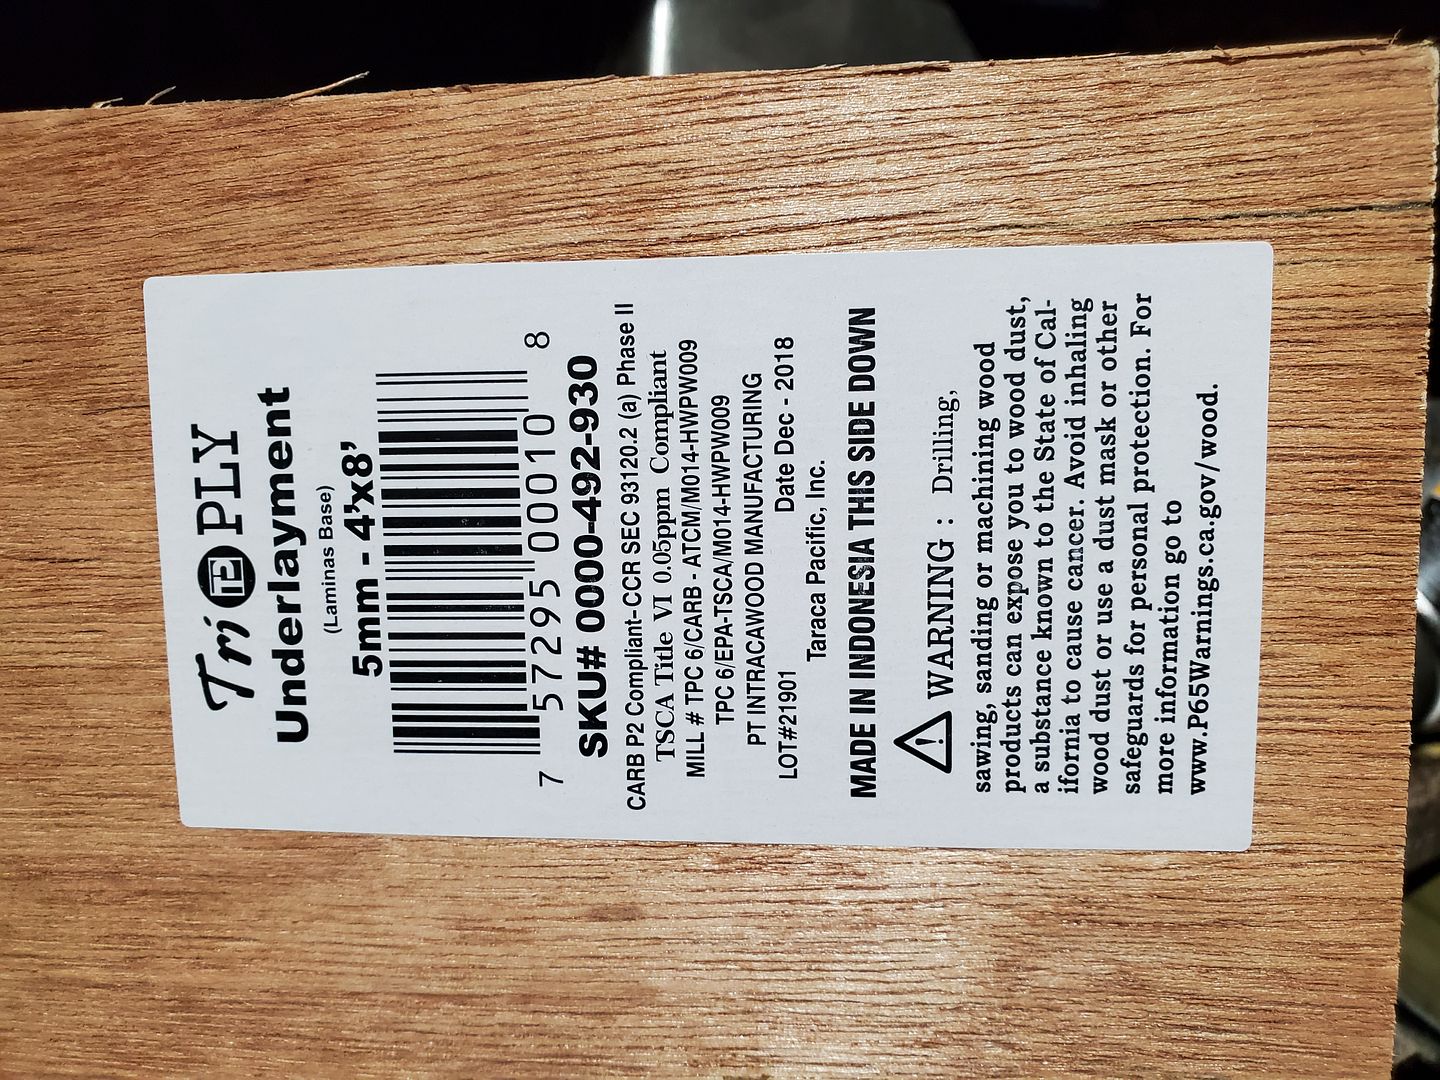 Tri TE PLY
Underlayment
(Laminas Base)
5mm - 4'x8'
7 57295 00010 8
SKU# 0000-492-930
CARB P2 Compliant-CCR SEC 93120.2 (a) Phase II
TSCA Title VI 0.05ppm Compliant
MILL # TPC 6/CARB - ATCM/M014-HWPW009
TPC 6/EPA-TSCA/M014-HWPW009
PT INTRACAWOOD MANUFACTURING
LOT#21901 Date Dec - 2018
Taraca Pacific, Inc.
MADE IN INDONESIA THIS SIDE DOWN
WARNING : Drilling,
sawing, sanding or machining wood
products can expose you to wood dust,
a substance known to the State of Cal-
ifornia to cause cancer. Avoid inhaling
wood dust or use a dust mask or other
safeguards for personal protection. For
more information go to
www.P65Warnings.ca.gov/wood.